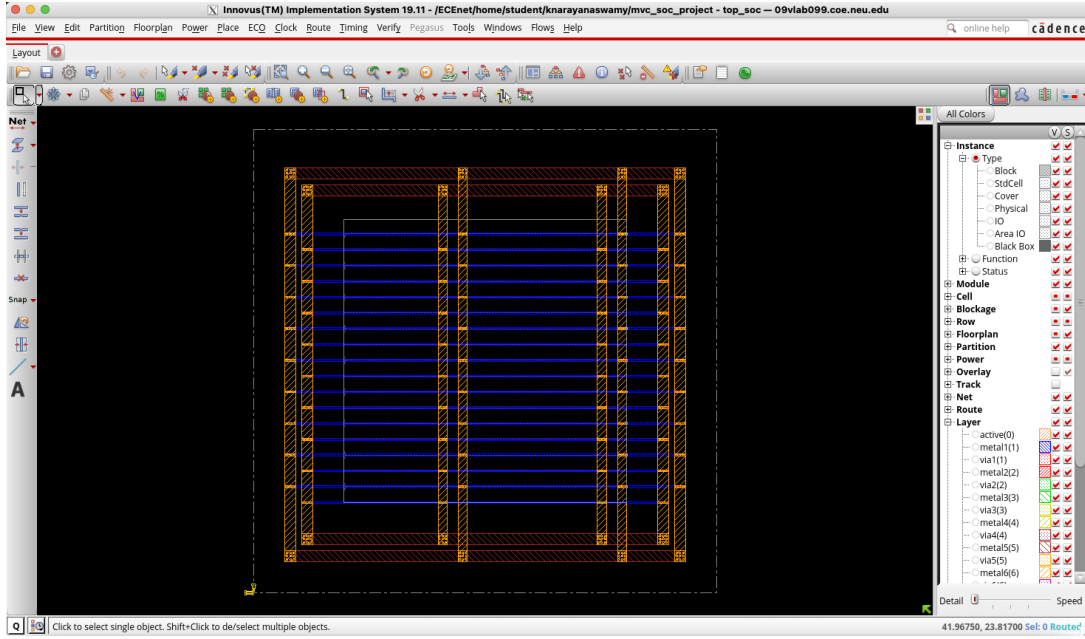 Innovus(TM) Implementation System 19.11 - /ECEnet/home/student/knarayanaswamy/mvc_soc_project - top_soc — 09vlab099.coe.neu.edu
File View Edit Partition Floorplan Power Place ECO Clock Route Timing Verify Pegasus Tools Windows Flows Help
online help
cādence
Layout
All Colors
Net
Snap
A
V S
Instance
Type
Block
StdCell
Cover
Physical
IO
Area IO
Black Box
Function
Status
Module
Cell
Blockage
Row
Floorplan
Partition
Power
Overlay
Track
Net
Route
Layer
active(0)
metal1(1)
via1(1)
metal2(2)
via2(2)
metal3(3)
via3(3)
metal4(4)
via4(4)
metal5(5)
via5(5)
metal6(6)
Detail Speed
Q Click to select single object. Shift+Click to de/select multiple objects.
41.96750, 23.81700 Sel: 0 Routed